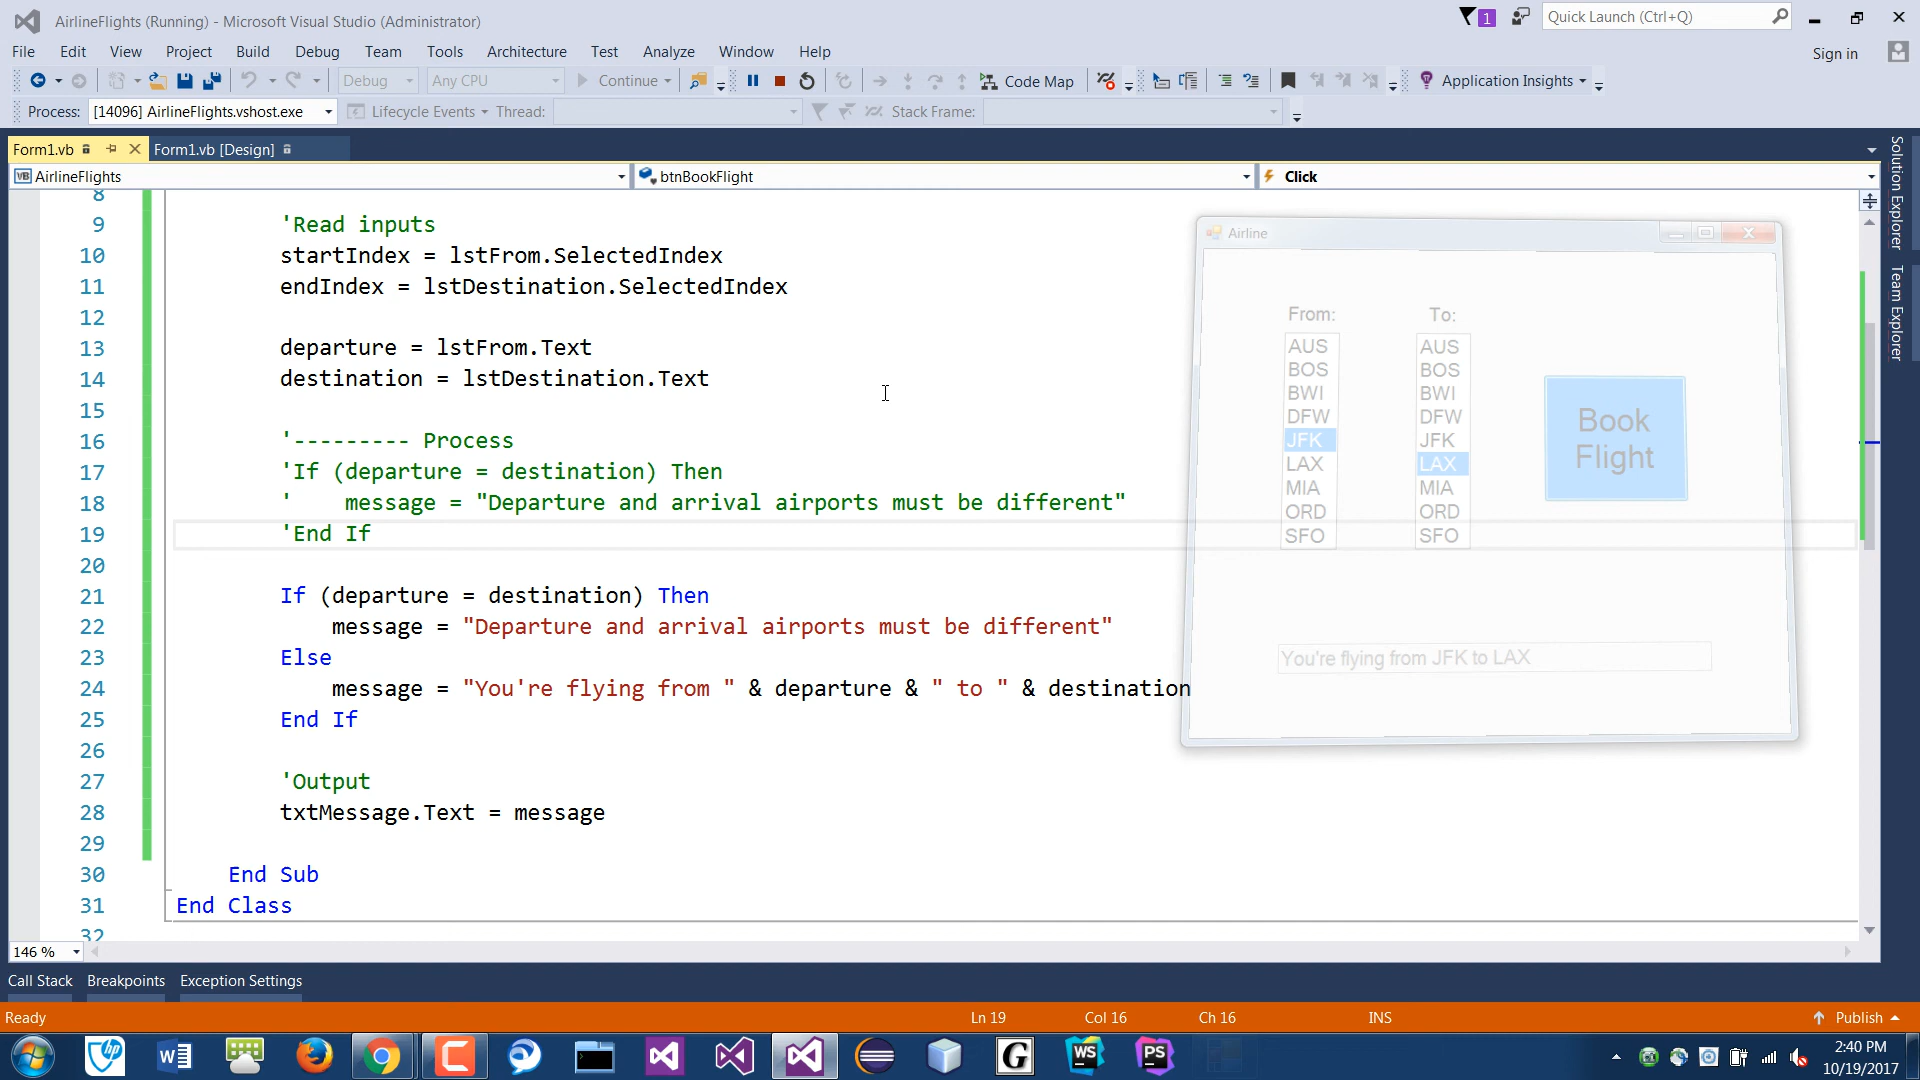 AirlineFlights (Running) - Microsoft Visual Studio (Administrator)
1
Quick Launch (Ctrl+Q)
File Edit View Project Build Debug Team Tools Architecture Test Analyze Window Help
Sign in
Debug Any CPU Continue Code Map Application Insights
Process: [14096] AirlineFlights.vshost.exe Lifecycle Events Thread: Stack Frame:
Form1.vb Form1.vb [Design]
VB AirlineFlights btnBookFlight Click
Solution Explorer
Team Explorer
8
9 'Read inputs
10 startIndex = lstFrom.SelectedIndex
11 endIndex = lstDestination.SelectedIndex
12
13 departure = lstFrom.Text
14 destination = lstDestination.Text
15
16 '--------- Process
17 'If (departure = destination) Then
18 '    message = "Departure and arrival airports must be different"
19 'End If
20
21 If (departure = destination) Then
22 message = "Departure and arrival airports must be different"
23 Else
24 message = "You're flying from " & departure & " to " & destination
25 End If
26
27 'Output
28 txtMessage.Text = message
29
30 End Sub
31 End Class
32
Airline
From: To:
AUS AUS
BOS BOS
BWI BWI
DFW DFW
JFK JFK
LAX LAX
MIA MIA
ORD ORD
SFO SFO
Book
Flight
You're flying from JFK to LAX
146 %
Call Stack Breakpoints Exception Settings
Ready Ln 19 Col 16 Ch 16 INS Publish
hp W C G WS PS
2:40 PM
10/19/2017